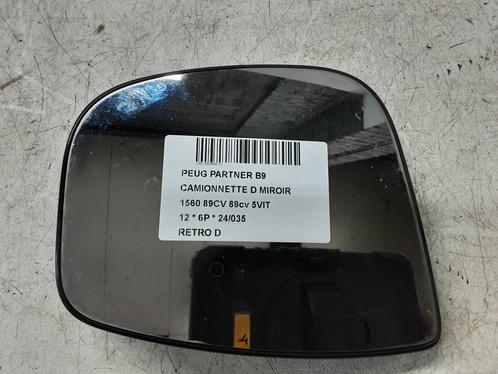 PEUG PARTNER B9
CAMIONNETTE D MIROIR
1560 89CV 89cv 5VIT
12 * 6P * 24/035
RETRO D